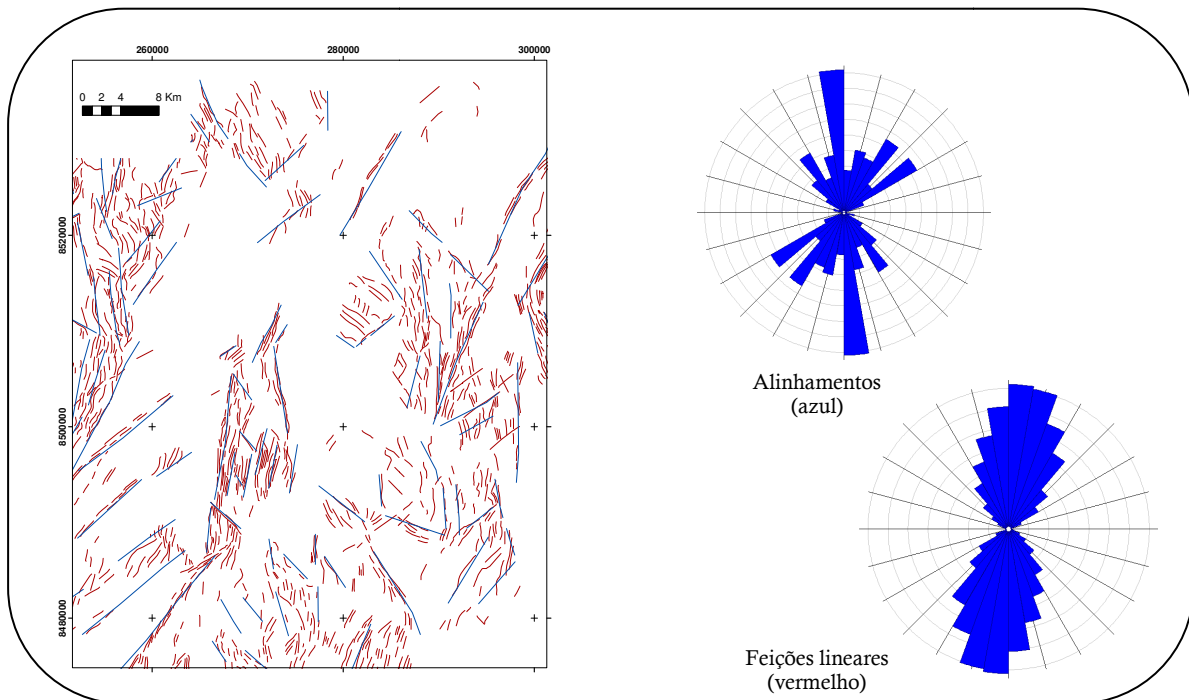 260000 280000 300000
0 2 4 8 Km
8520000
8500000
8480000
Alinhamentos
(azul)
Feições lineares
(vermelho)